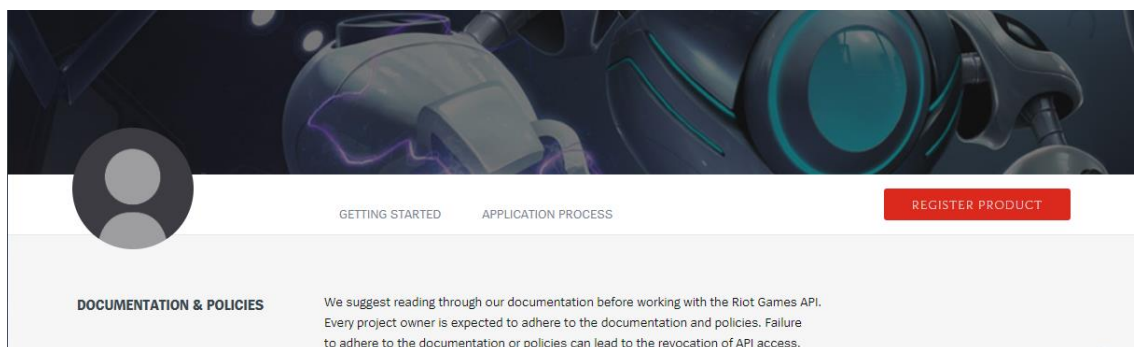 GETTING STARTED
APPLICATION PROCESS
REGISTER PRODUCT
DOCUMENTATION & POLICIES
We suggest reading through our documentation before working with the Riot Games API.
Every project owner is expected to adhere to the documentation and policies. Failure
to adhere to the documentation or policies can lead to the revocation of API access.